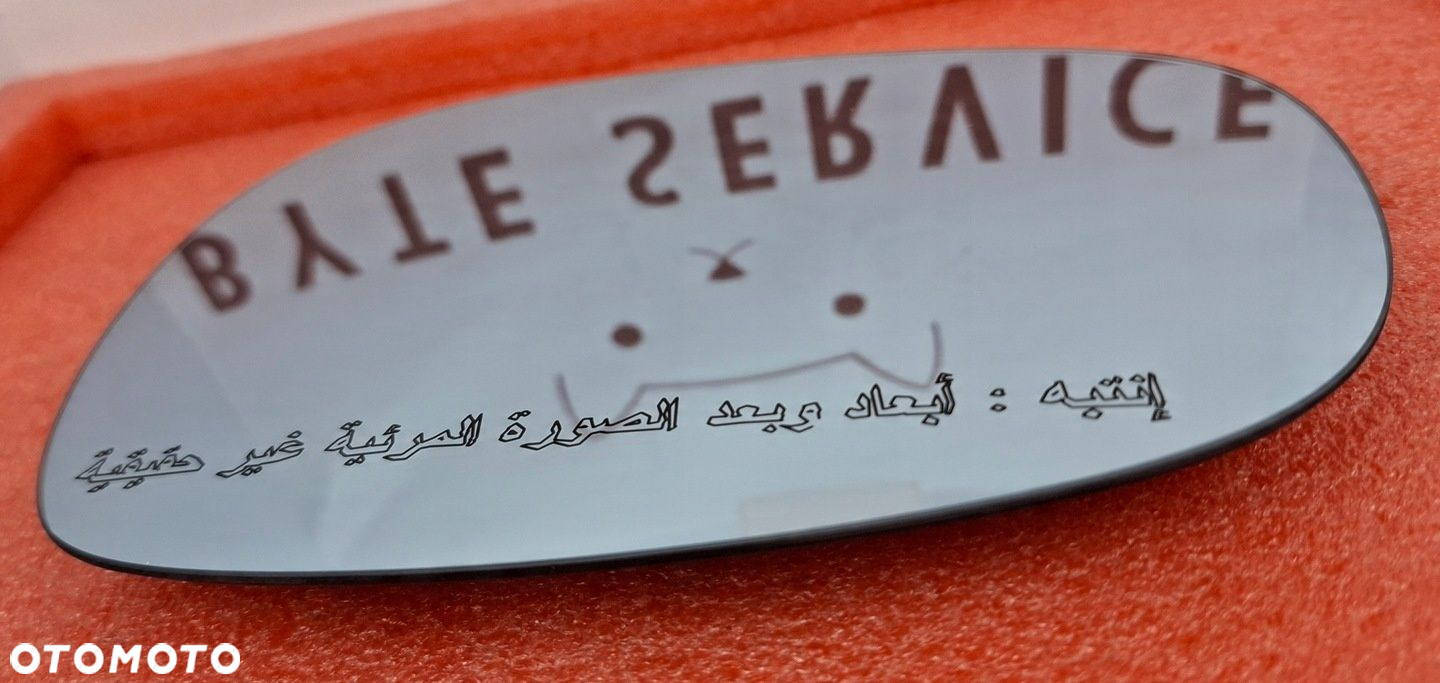 BYTE SERVICE
إنتبه : أبعاد وبعد الصورة المرئية غير حقيقية
OTOMOTO